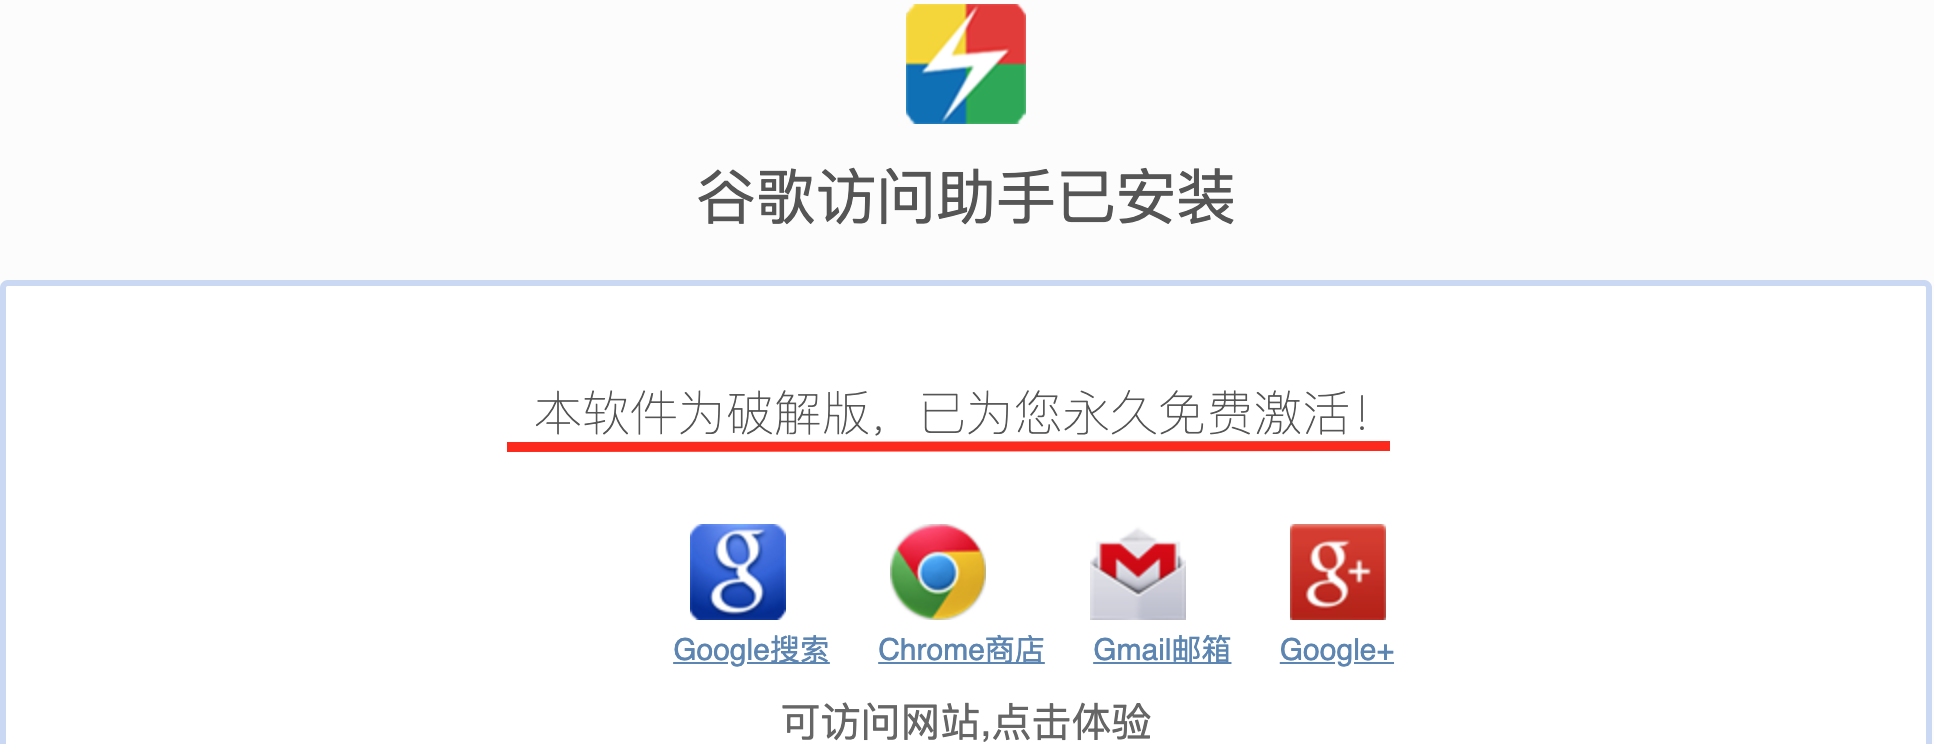 谷歌访问助手已安装
本软件为破解版，已为您永久免费激活！
g g+
Google搜索 Chrome商店 Gmail邮箱 Google+
可访问网站,点击体验